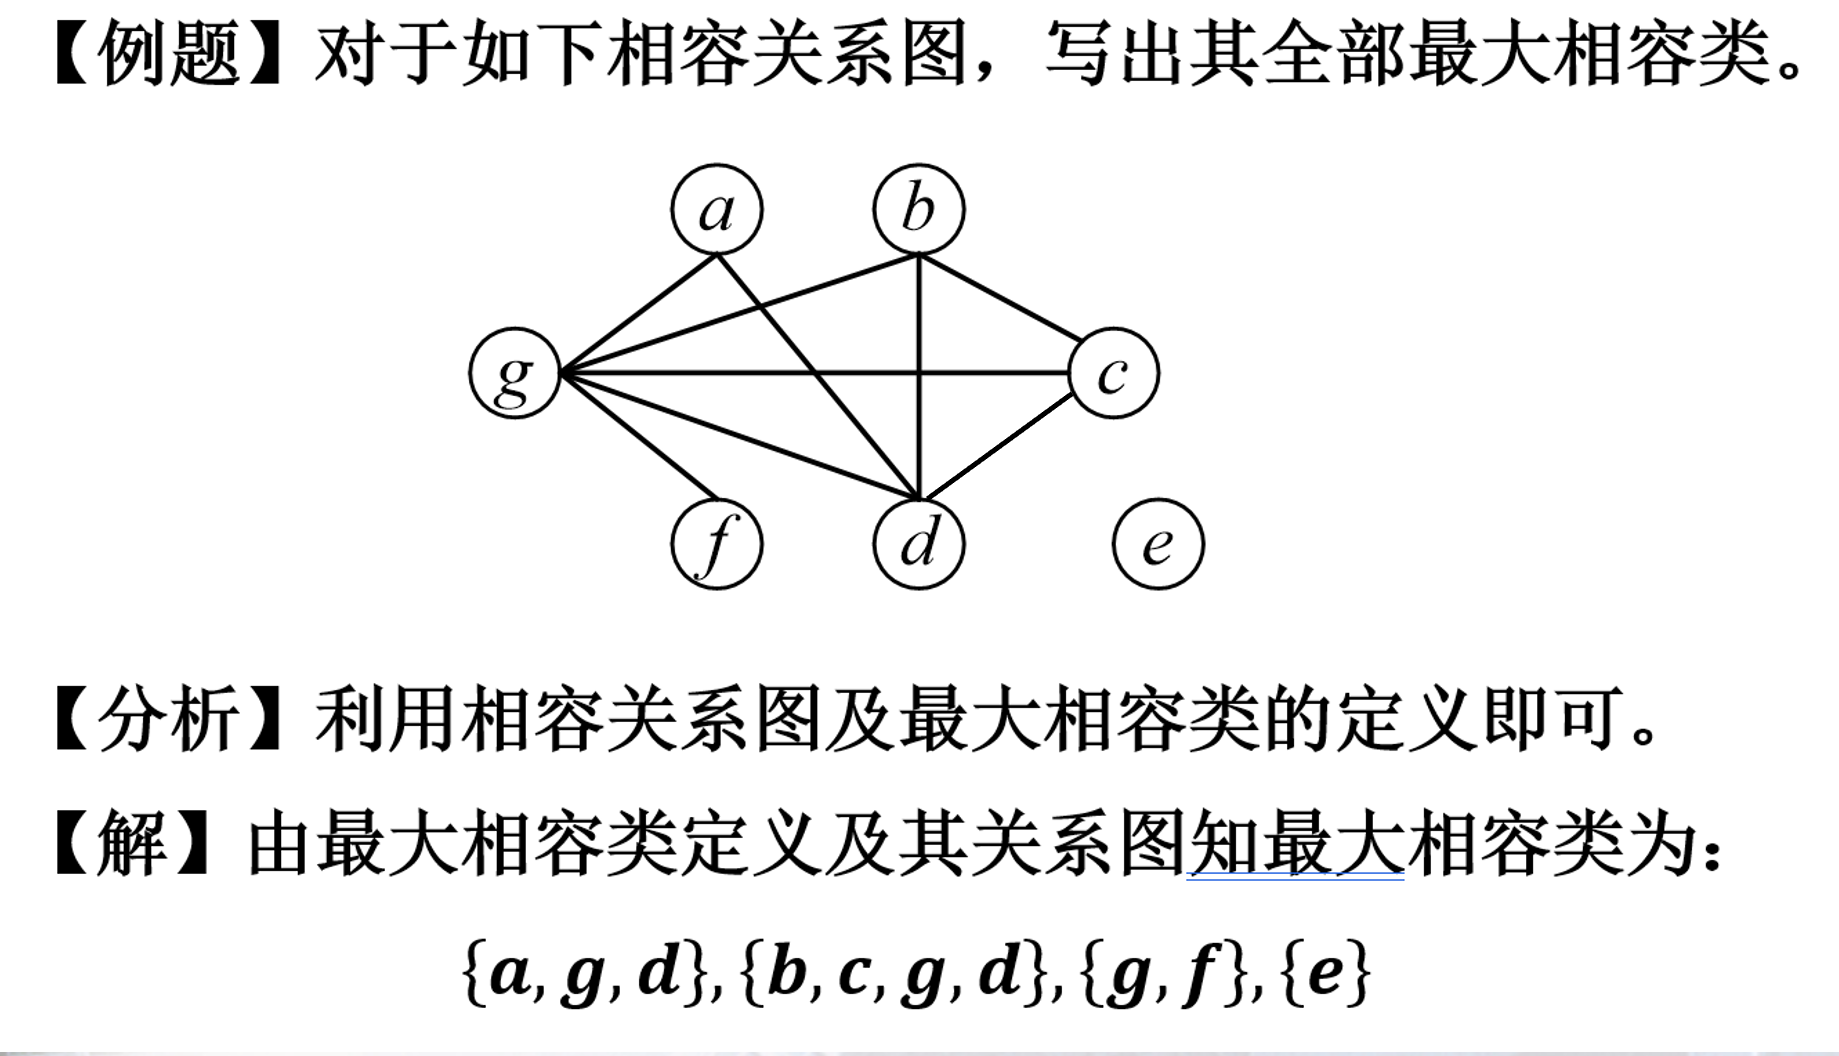 【例题】对于如下相容关系图，写出其全部最大相容类。
a
b
g
c
f
d
e
【分析】利用相容关系图及最大相容类的定义即可。
【解】由最大相容类定义及其关系图知最大相容类为：
{a, g, d}, {b, c, g, d}, {g, f}, {e}